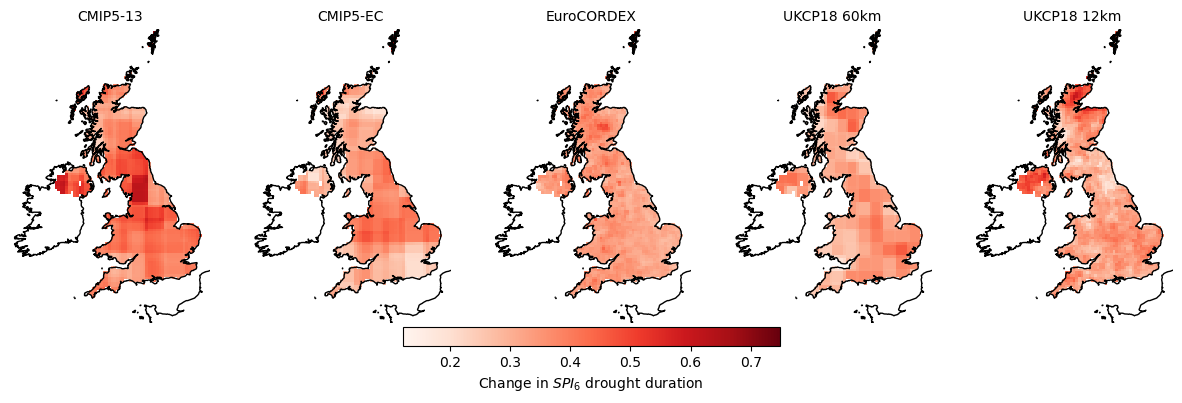 CMIP5-13 CMIP5-EC EuroCORDEX UKCP18 60km UKCP18 12km
0.2 0.3 0.4 0.5 0.6 0.7
Change in SPI₆ drought duration